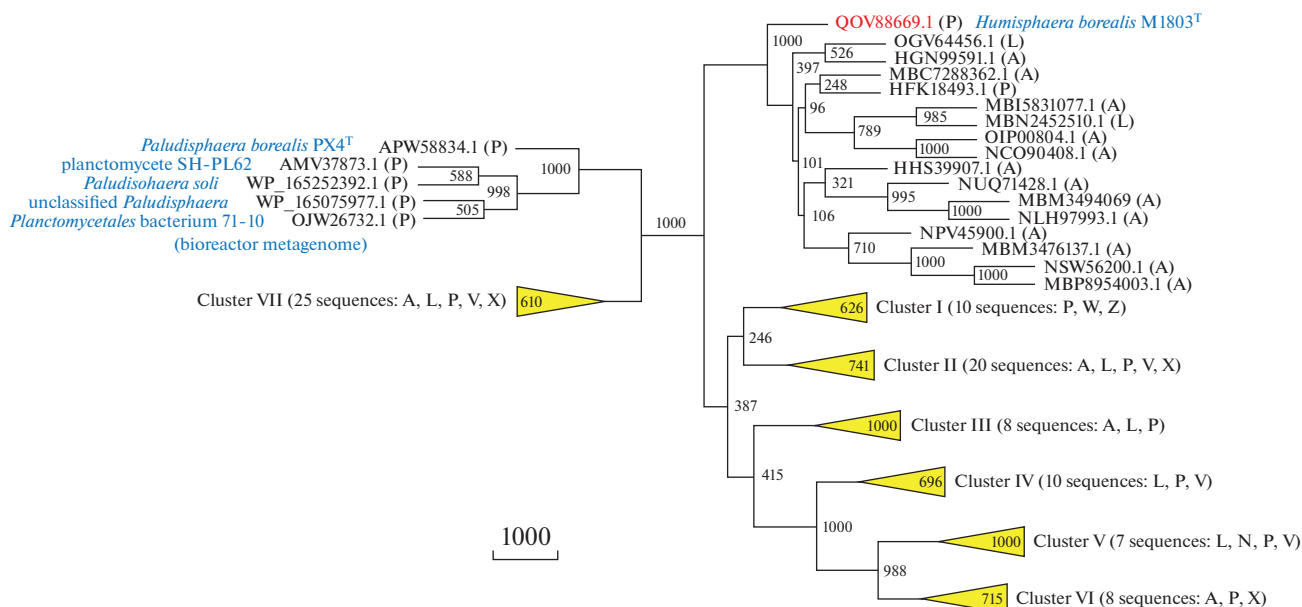 QOV88669.1 (P) Humisphaera borealis M1803ᵀ
1000
OGV64456.1 (L)
526
HGN99591.1 (A)
397
MBC7288362.1 (A)
248
HFK18493.1 (P)
96
MBI5831077.1 (A)
985
MBN2452510.1 (L)
789
OIP00804.1 (A)
1000
NCO90408.1 (A)
101
HHS39907.1 (A)
321
NUQ71428.1 (A)
995
MBM3494069 (A)
1000
NLH97993.1 (A)
106
NPV45900.1 (A)
710
MBM3476137.1 (A)
1000
NSW56200.1 (A)
1000
MBP8954003.1 (A)
Paludisphaera borealis PX4ᵀ APW58834.1 (P)
1000
planctomycete SH-PL62 AMV37873.1 (P)
588
Paludisohaera soli WP_165252392.1 (P)
998
unclassified Paludisphaera WP_165075977.1 (P)
505
Planctomycetales bacterium 71-10 OJW26732.1 (P)
(bioreactor metagenome)
1000
Cluster VII (25 sequences: A, L, P, V, X) 610
626 Cluster I (10 sequences: P, W, Z)
246
741 Cluster II (20 sequences: A, L, P, V, X)
387
1000 Cluster III (8 sequences: A, L, P)
415
696 Cluster IV (10 sequences: L, P, V)
1000
1000 Cluster V (7 sequences: L, N, P, V)
988
715 Cluster VI (8 sequences: A, P, X)
1000